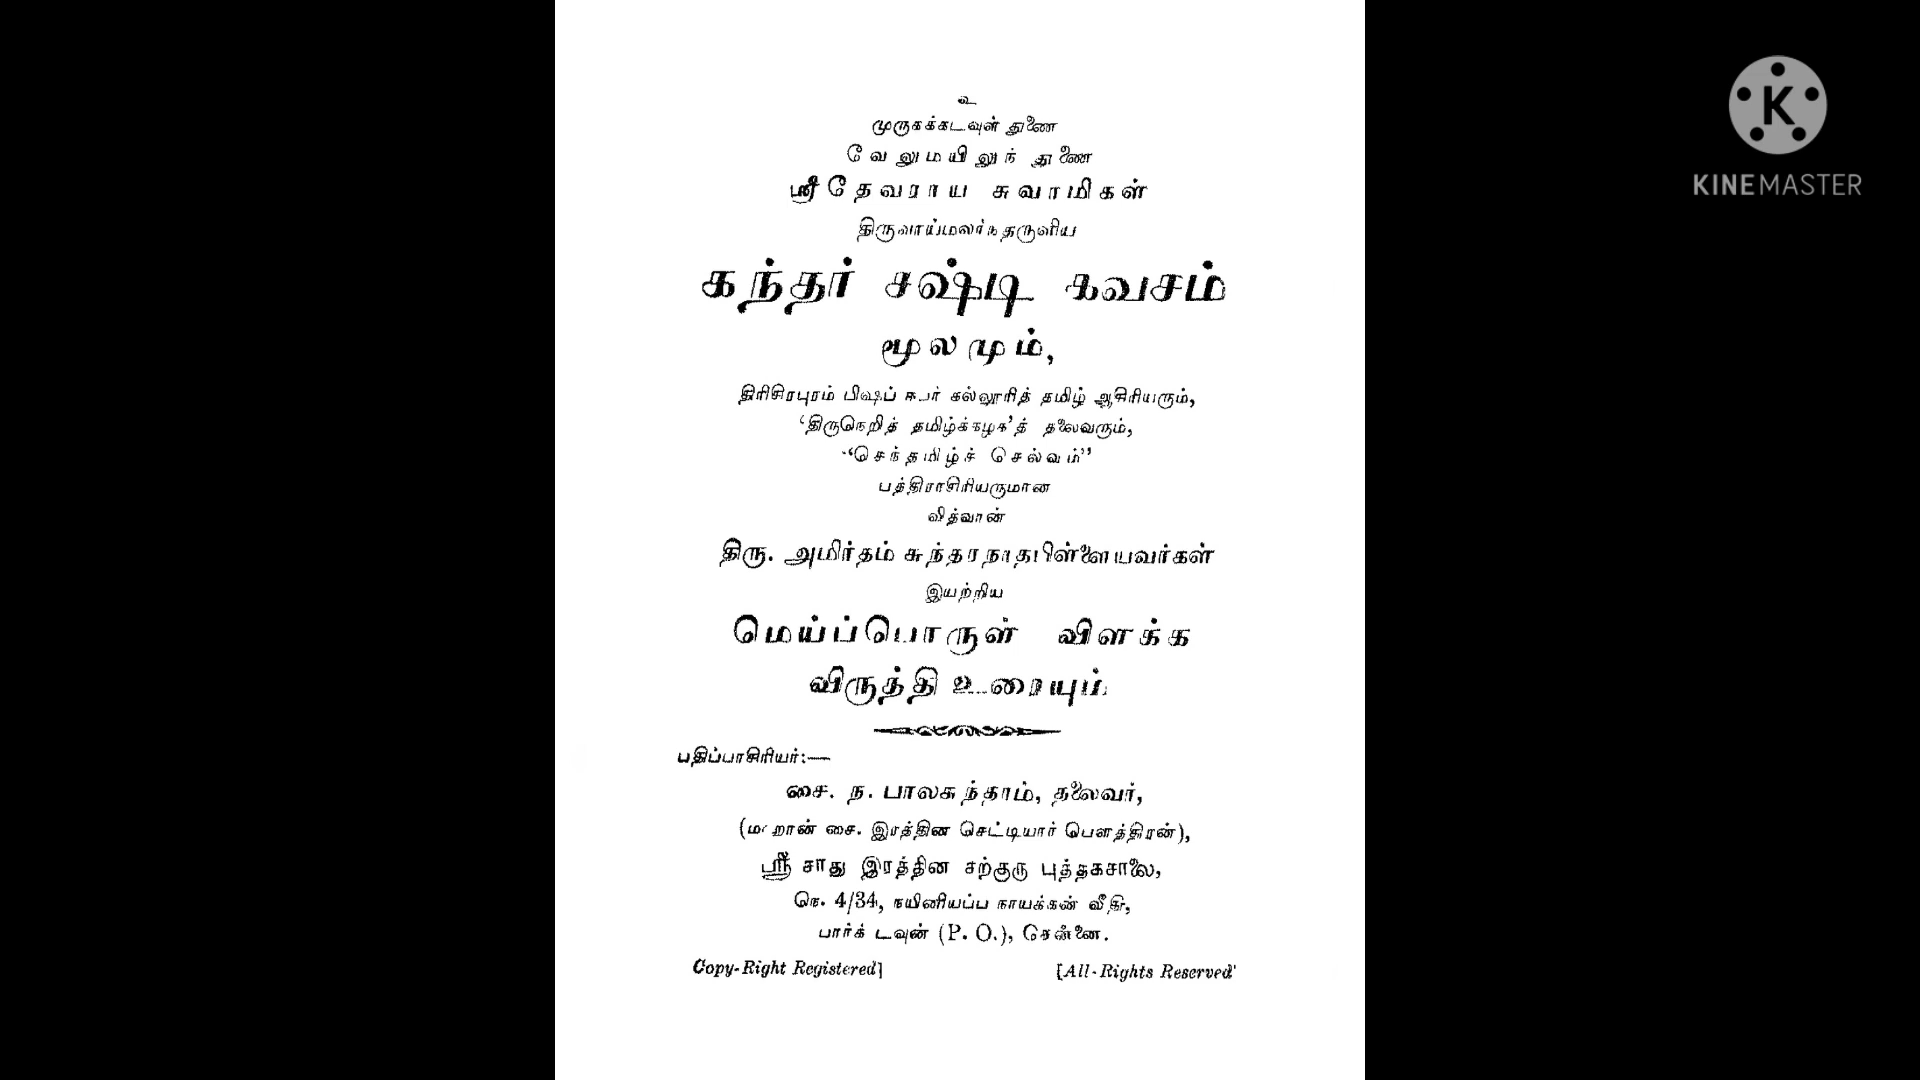 உ
முருகக்கடவுள் துணை
வேலுமயிலுந் துணை
ஸ்ரீ தேவராய சுவாமிகள்
திருவாய்மலர்ந்தருளிய
கந்தர் சஷ்டி கவசம்
மூலமும்,
திரிசிரபுரம் பிஷப் ஈபர் கல்லூரித் தமிழ் ஆசிரியரும்,
‘திருநெறித் தமிழ்க்கழக’த் தலைவரும்,
“செந்தமிழ்ச் செல்வம்”
பத்திராசிரியருமான
வித்வான்
திரு. அமிர்தம் சுந்தரநாதபிள்ளையவர்கள்
இயற்றிய
மெய்ப்பொருள் விளக்க
விருத்தி உரையும்
பதிப்பாசிரியர்:—
சை. ந. பாலசுந்தரம், தலைவர்,
சை. இரத்தின செட்டியார் பௌத்திரன்),
ஸ்ரீ சாது இரத்தின சற்குரு புத்தகசாலை,
நெ. 4/34, நயினியப்ப நாயக்கன் வீதி,
பார்க் டவுன் (P. O.), சென்னை.
Copy-Right Registered]
[All-Rights Reserved
K
KINEMASTER